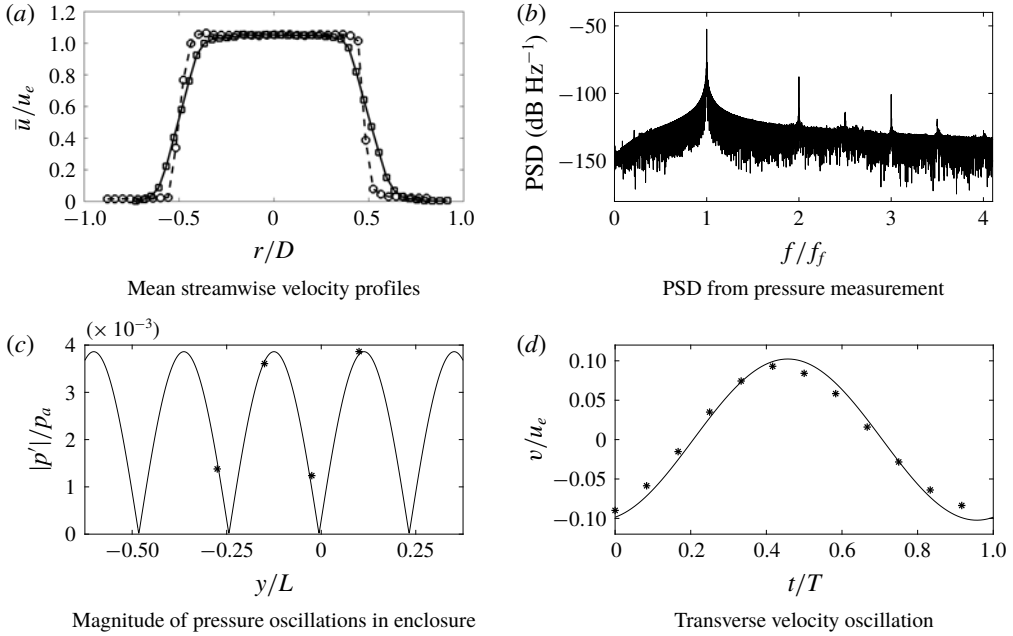 (a)
1.2
1.0
0.8
0.6
0.4
0.2
0
u̅/u_e
−1.0
−0.5
0
0.5
1.0
r/D
Mean streamwise velocity profiles
(b)
−50
−100
−150
PSD (dB Hz⁻¹)
0
1
2
3
4
f/f_f
PSD from pressure measurement
(c)
(× 10⁻³)
4
3
2
1
0
|p′|/p_a
−0.50
−0.25
0
0.25
y/L
Magnitude of pressure oscillations in enclosure
(d)
0.10
0.05
0
−0.05
−0.10
v/u_e
0
0.2
0.4
0.6
0.8
1.0
t/T
Transverse velocity oscillation